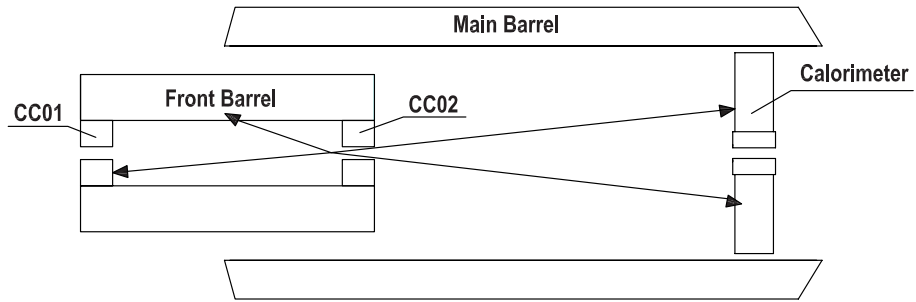 Main Barrel
Calorimeter
Front Barrel
CC01
CC02